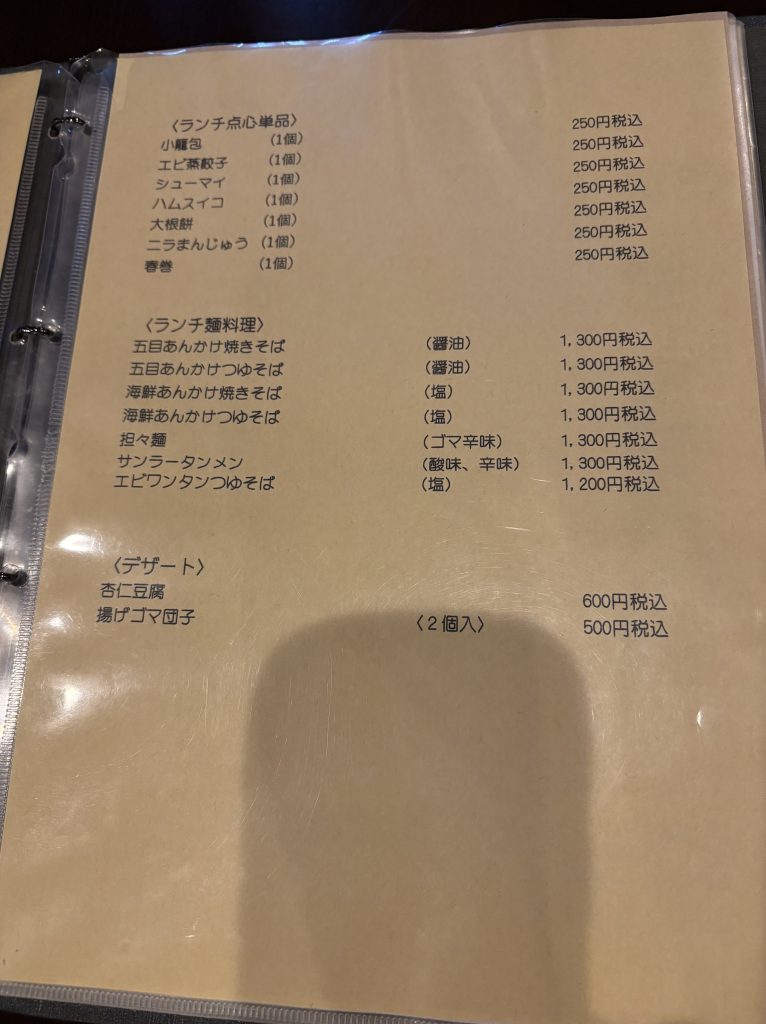 〈ランチ点心単品〉
小籠包 (1個) 250円税込
エビ蒸餃子 (1個) 250円税込
シューマイ (1個) 250円税込
ハムスイコ (1個) 250円税込
大根餅 (1個) 250円税込
ニラまんじゅう (1個) 250円税込
春巻 (1個) 250円税込
〈ランチ麺料理〉
五目あんかけ焼きそば (醤油) 1,300円税込
五目あんかけつゆそば (醤油) 1,300円税込
海鮮あんかけ焼きそば (塩) 1,300円税込
海鮮あんかけつゆそば (塩) 1,300円税込
担々麺 (ゴマ辛味) 1,300円税込
サンラータンメン (酸味、辛味) 1,300円税込
エビワンタンつゆそば (塩) 1,200円税込
〈デザート〉
杏仁豆腐 600円税込
揚げゴマ団子 〈2個入〉 500円税込